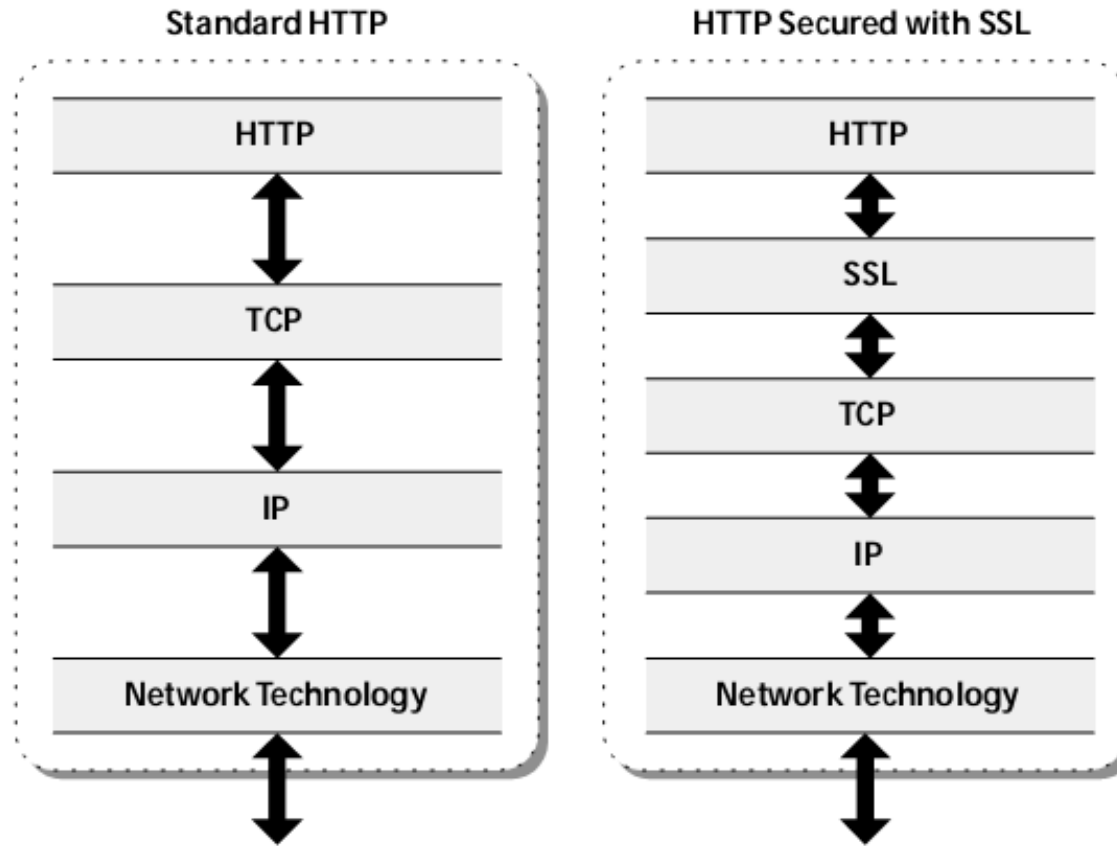 Standard HTTP
HTTP
TCP
IP
Network Technology
HTTP Secured with SSL
HTTP
SSL
TCP
IP
Network Technology